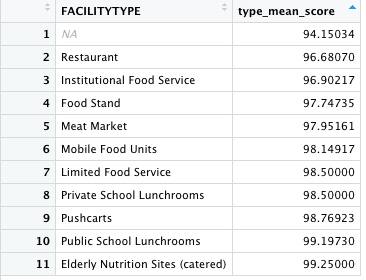 FACILITYTYPE type_mean_score
1 NA 94.15034
2 Restaurant 96.68070
3 Institutional Food Service 96.90217
4 Food Stand 97.74735
5 Meat Market 97.95161
6 Mobile Food Units 98.14917
7 Limited Food Service 98.50000
8 Private School Lunchrooms 98.50000
9 Pushcarts 98.76923
10 Public School Lunchrooms 99.19730
11 Elderly Nutrition Sites (catered) 99.25000